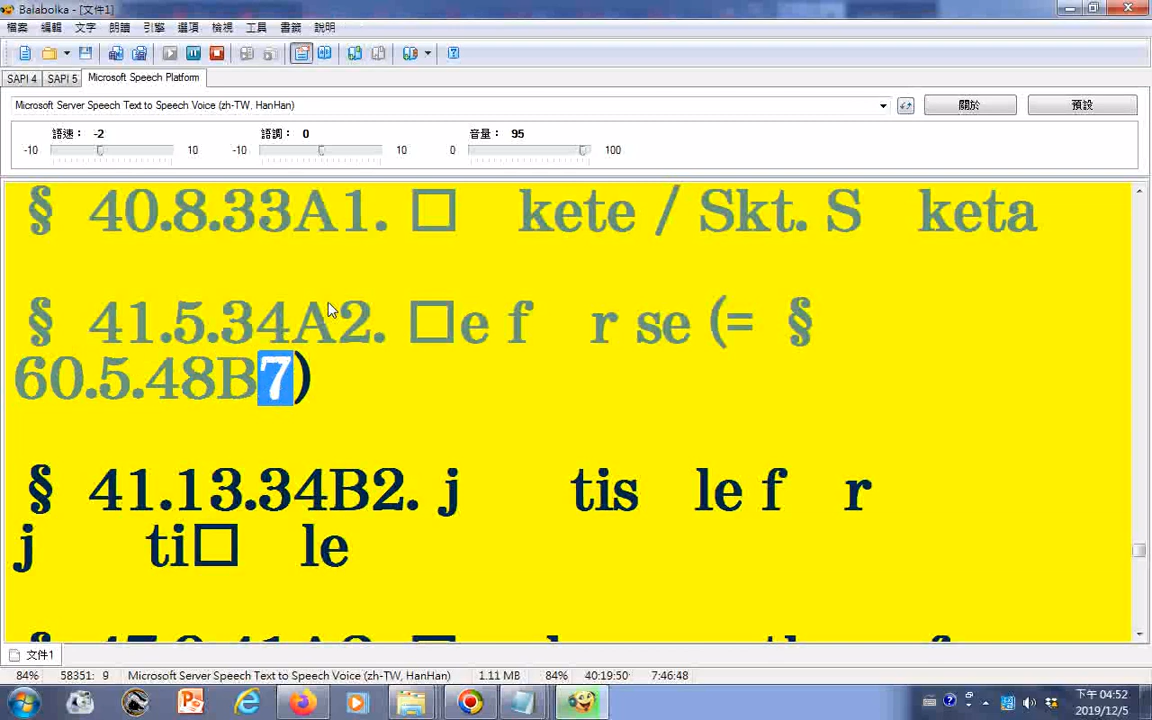 Balabolka - [文件1]
檔案 編輯 文字 朗讀 引擎 選項 檢視 工具 書籤 說明
SAPI 4 SAPI 5 Microsoft Speech Platform
Microsoft Server Speech Text to Speech Voice (zh-TW, HanHan) 關於 預設
語速： -2 語調： 0 音量： 95
-10 10 -10 10 0 100
§ 40.8.33A1. □ kete / Skt. S keta
§ 41.5.34A2. □e f r se (= §
60.5.48B7)
§ 41.13.34B2. j tis le f r
j ti□ le
文件1
84% 58351: 9 Microsoft Server Speech Text to Speech Voice (zh-TW, HanHan) 1.11 MB 84% 40:19:50 7:46:48
下午 04:52
2019/12/5